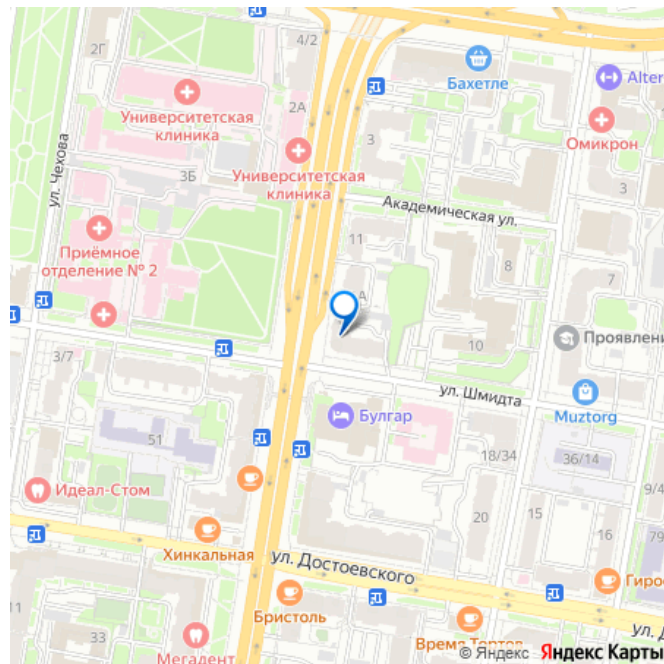 2Г
4/2
Бахетле
Alter
2А
Университетская
клиника
Омикрон
3
ул. Чехова
3Б
Университетская
клиника
3
Академическая ул.
Приёмное
отделение № 2
11
8
7
А
Проявлени
10
3/7
ул. Шмидта
Булгар
Muztorg
51
18/34
36/14
Идеал-Стом
9/4
20
15
16
79
Хинкальная
ул. Достоевского
Гирос
Бристоль
11
33
Время Тортов
ул. Д
Мегадент
© Яндекс Яндекс Карты